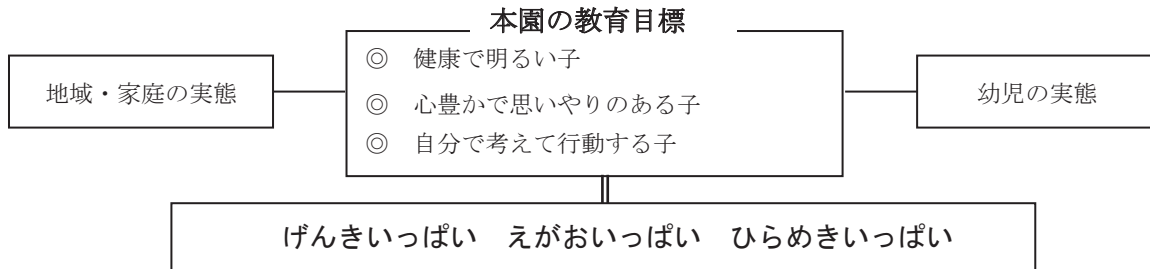 本園の教育目標
◎ 健康で明るい子
地域・家庭の実態
◎ 心豊かで思いやりのある子
幼児の実態
◎ 自分で考えて行動する子
げんきいっぱい えがおいっぱい ひらめきいっぱい